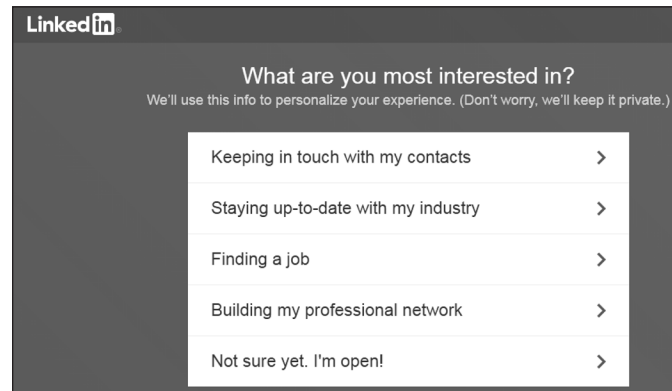 Linked in®
What are you most interested in?
We'll use this info to personalize your experience. (Don't worry, we'll keep it private.)
Keeping in touch with my contacts
Staying up-to-date with my industry
Finding a job
Building my professional network
Not sure yet. I'm open!